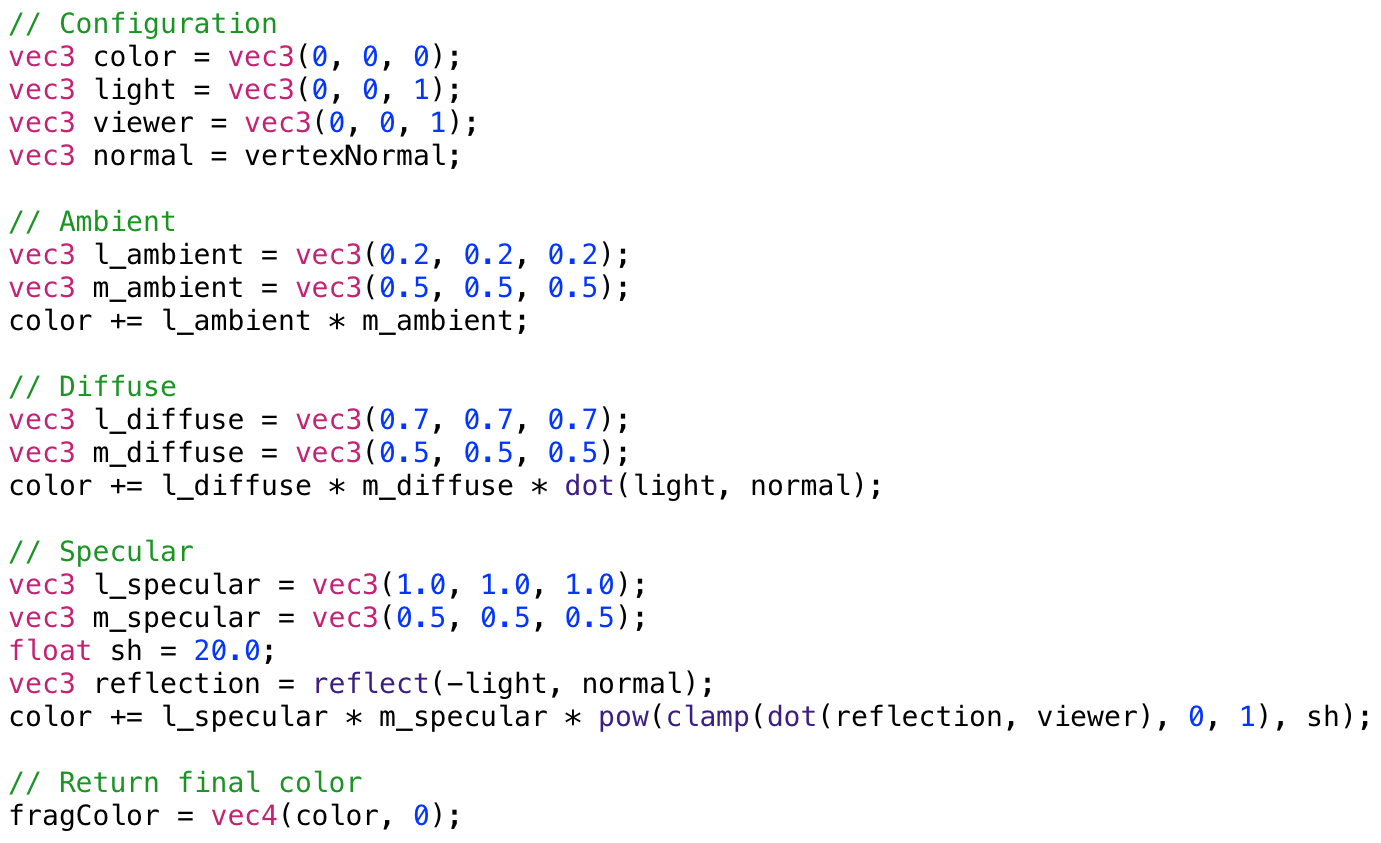 // Configuration
vec3 color = vec3(0, 0, 0);
vec3 light = vec3(0, 0, 1);
vec3 viewer = vec3(0, 0, 1);
vec3 normal = vertexNormal;
// Ambient
vec3 l_ambient = vec3(0.2, 0.2, 0.2);
vec3 m_ambient = vec3(0.5, 0.5, 0.5);
color += l_ambient * m_ambient;
// Diffuse
vec3 l_diffuse = vec3(0.7, 0.7, 0.7);
vec3 m_diffuse = vec3(0.5, 0.5, 0.5);
color += l_diffuse * m_diffuse * dot(light, normal);
// Specular
vec3 l_specular = vec3(1.0, 1.0, 1.0);
vec3 m_specular = vec3(0.5, 0.5, 0.5);
float sh = 20.0;
vec3 reflection = reflect(-light, normal);
color += l_specular * m_specular * pow(clamp(dot(reflection, viewer), 0, 1), sh);
// Return final color
fragColor = vec4(color, 0);